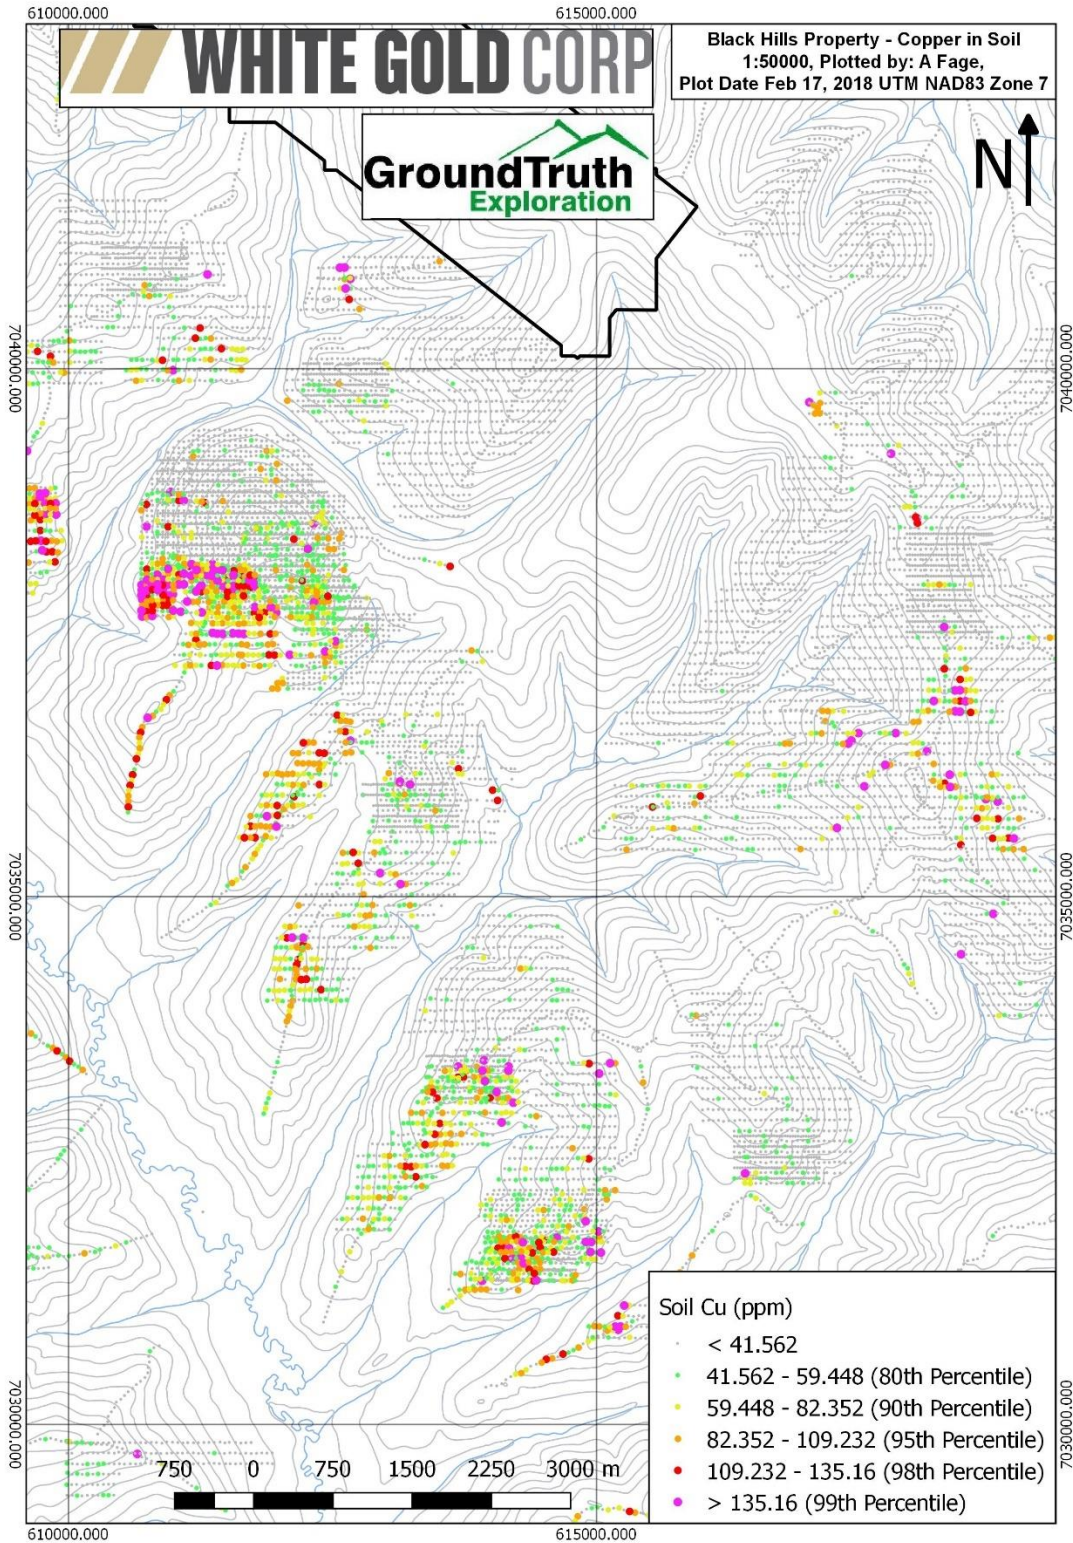 610000.000
615000.000
WHITE GOLD CORP
Black Hills Property - Copper in Soil
1:50000, Plotted by: A Fage,
Plot Date Feb 17, 2018 UTM NAD83 Zone 7
GroundTruth
Exploration
N
7040000.000
7040000.000
7035000.000
7035000.000
7030000.000
7030000.000
Soil Cu (ppm)
< 41.562
41.562 - 59.448 (80th Percentile)
59.448 - 82.352 (90th Percentile)
82.352 - 109.232 (95th Percentile)
109.232 - 135.16 (98th Percentile)
> 135.16 (99th Percentile)
750 0 750 1500 2250 3000 m
610000.000
615000.000